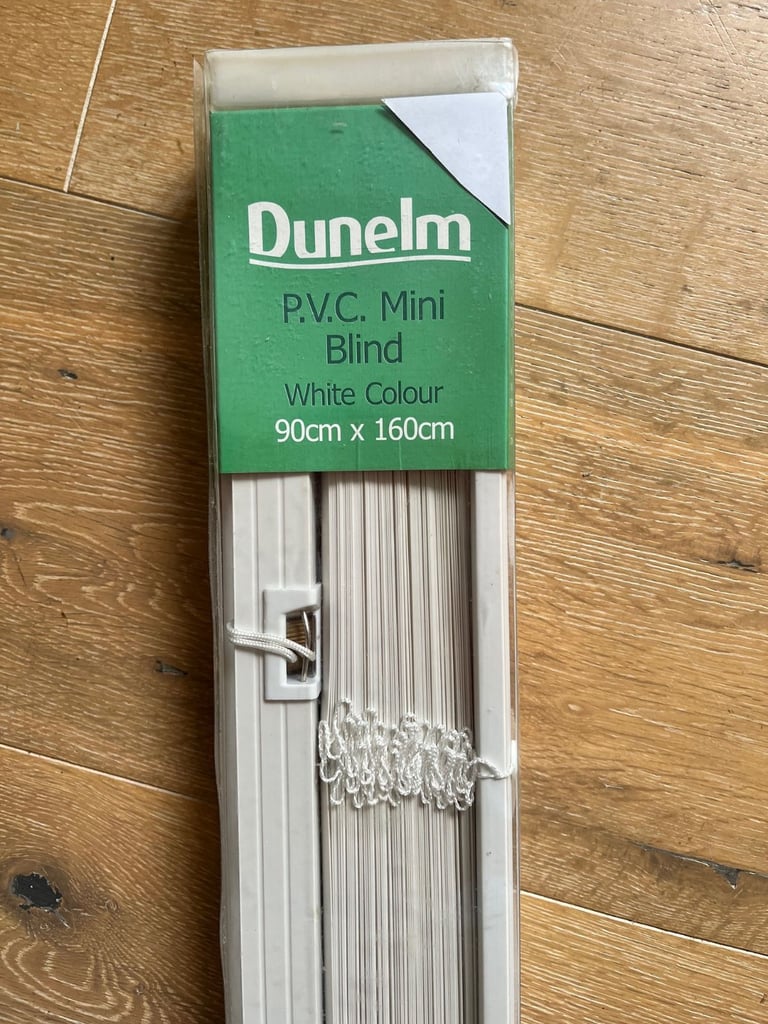 Dunelm
P.V.C. Mini
Blind
White Colour
90cm x 160cm